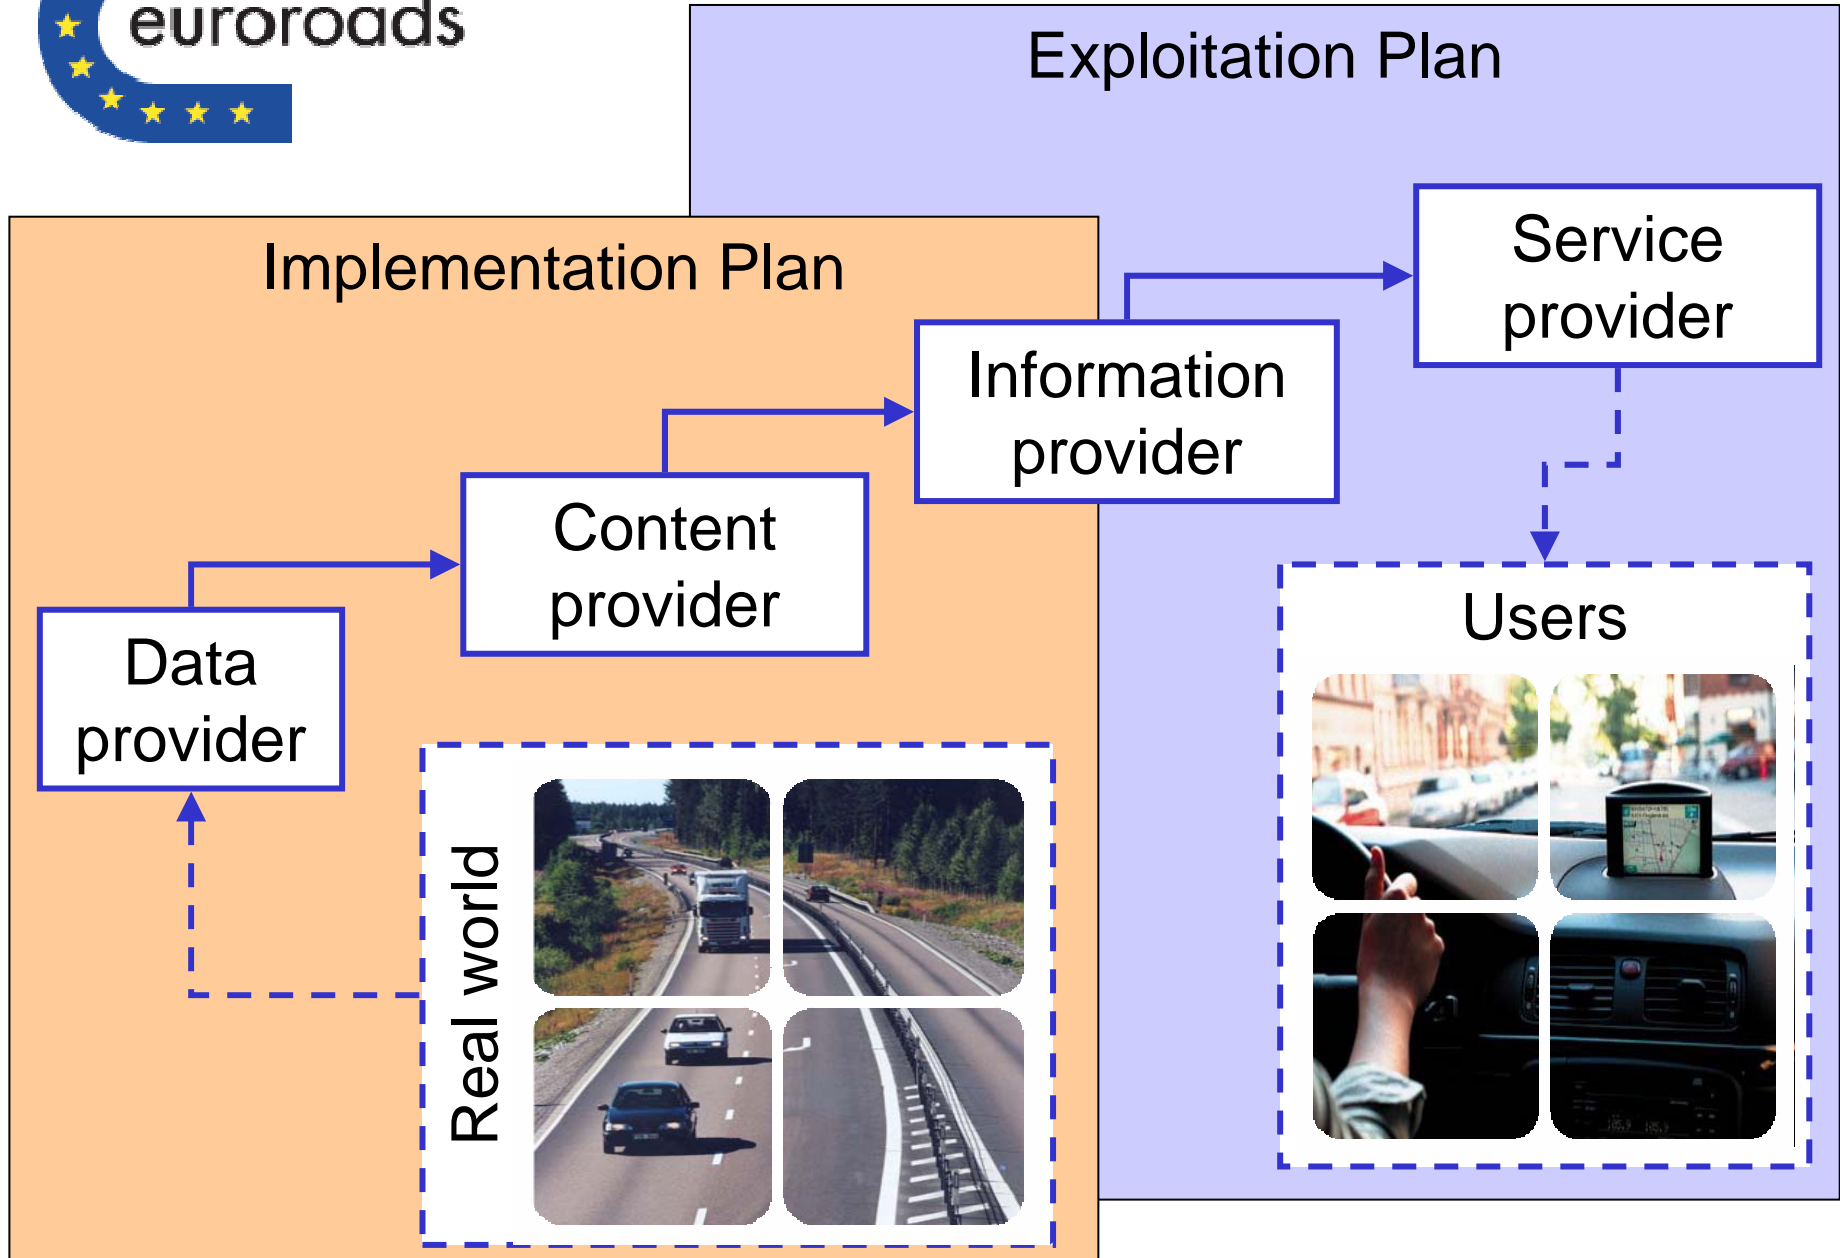 euroroads
Exploitation Plan
Implementation Plan
Service
provider
Information
provider
Content
provider
Data
provider
Users
Real world